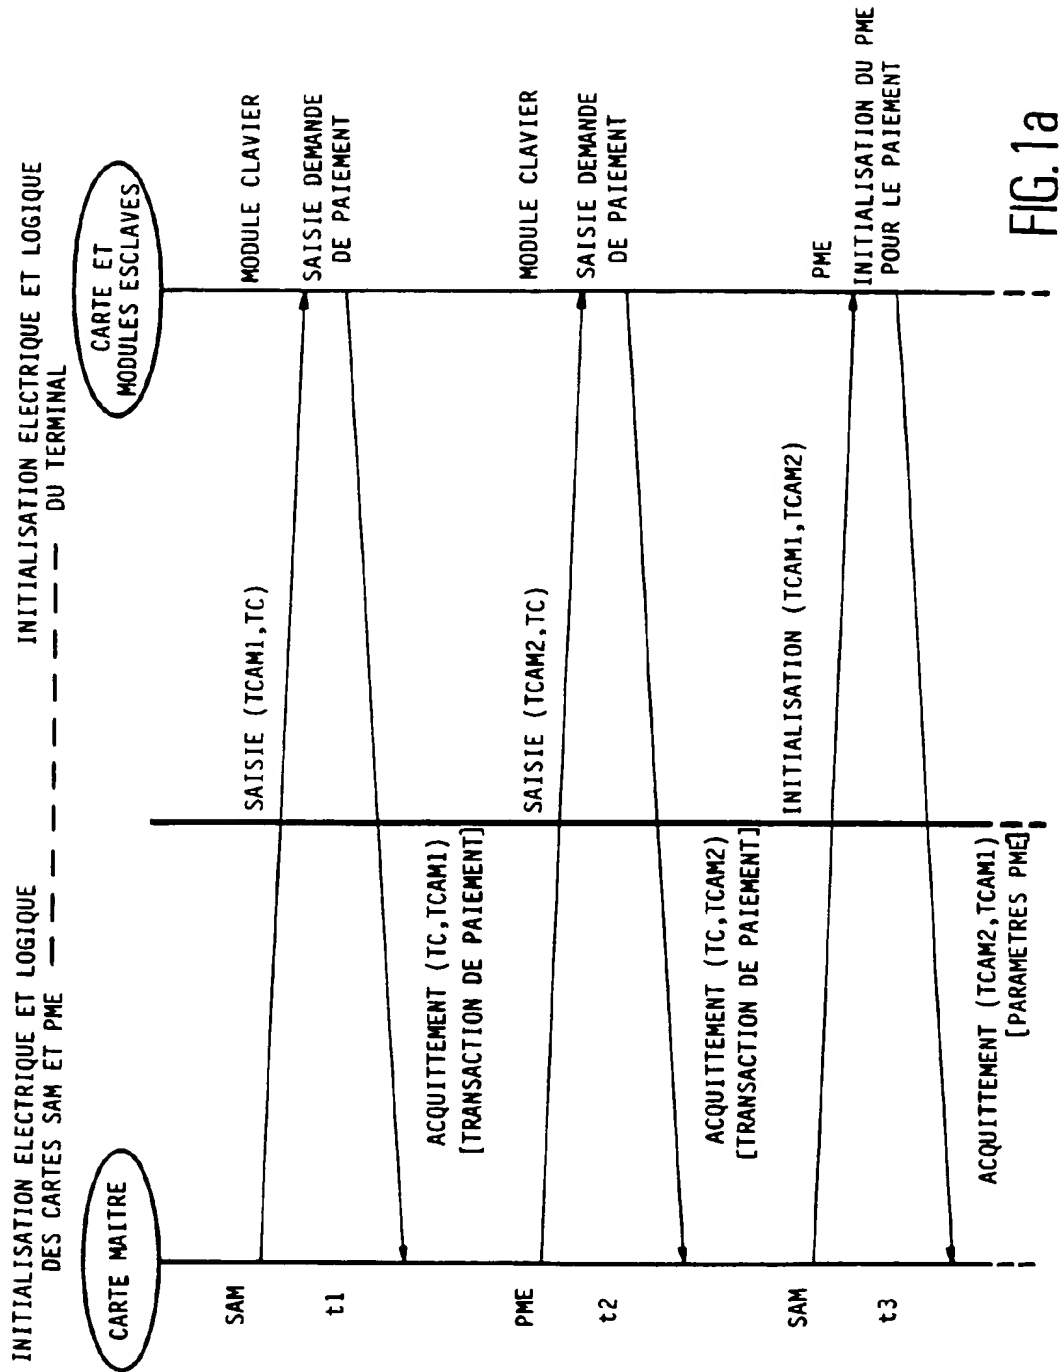 INITIALISATION ELECTRIQUE ET LOGIQUE
DES CARTES SAM ET PME
INITIALISATION ELECTRIQUE ET LOGIQUE
DU TERMINAL
CARTE MAITRE
CARTE ET
MODULES ESCLAVES
SAM
t1
SAISIE (TCAM1,TC)
MODULE CLAVIER
SAISIE DEMANDE
DE PAIEMENT
ACQUITTEMENT (TC,TCAM1)
[TRANSACTION DE PAIEMENT]
PME
t2
SAISIE (TCAM2,TC)
MODULE CLAVIER
SAISIE DEMANDE
DE PAIEMENT
ACQUITTEMENT (TC,TCAM2)
[TRANSACTION DE PAIEMENT]
SAM
t3
INITIALISATION (TCAM1,TCAM2)
PME
INITIALISATION DU PME
POUR LE PAIEMENT
ACQUITTEMENT (TCAM2,TCAM1)
[PARAMETRES PME]
FIG.1a